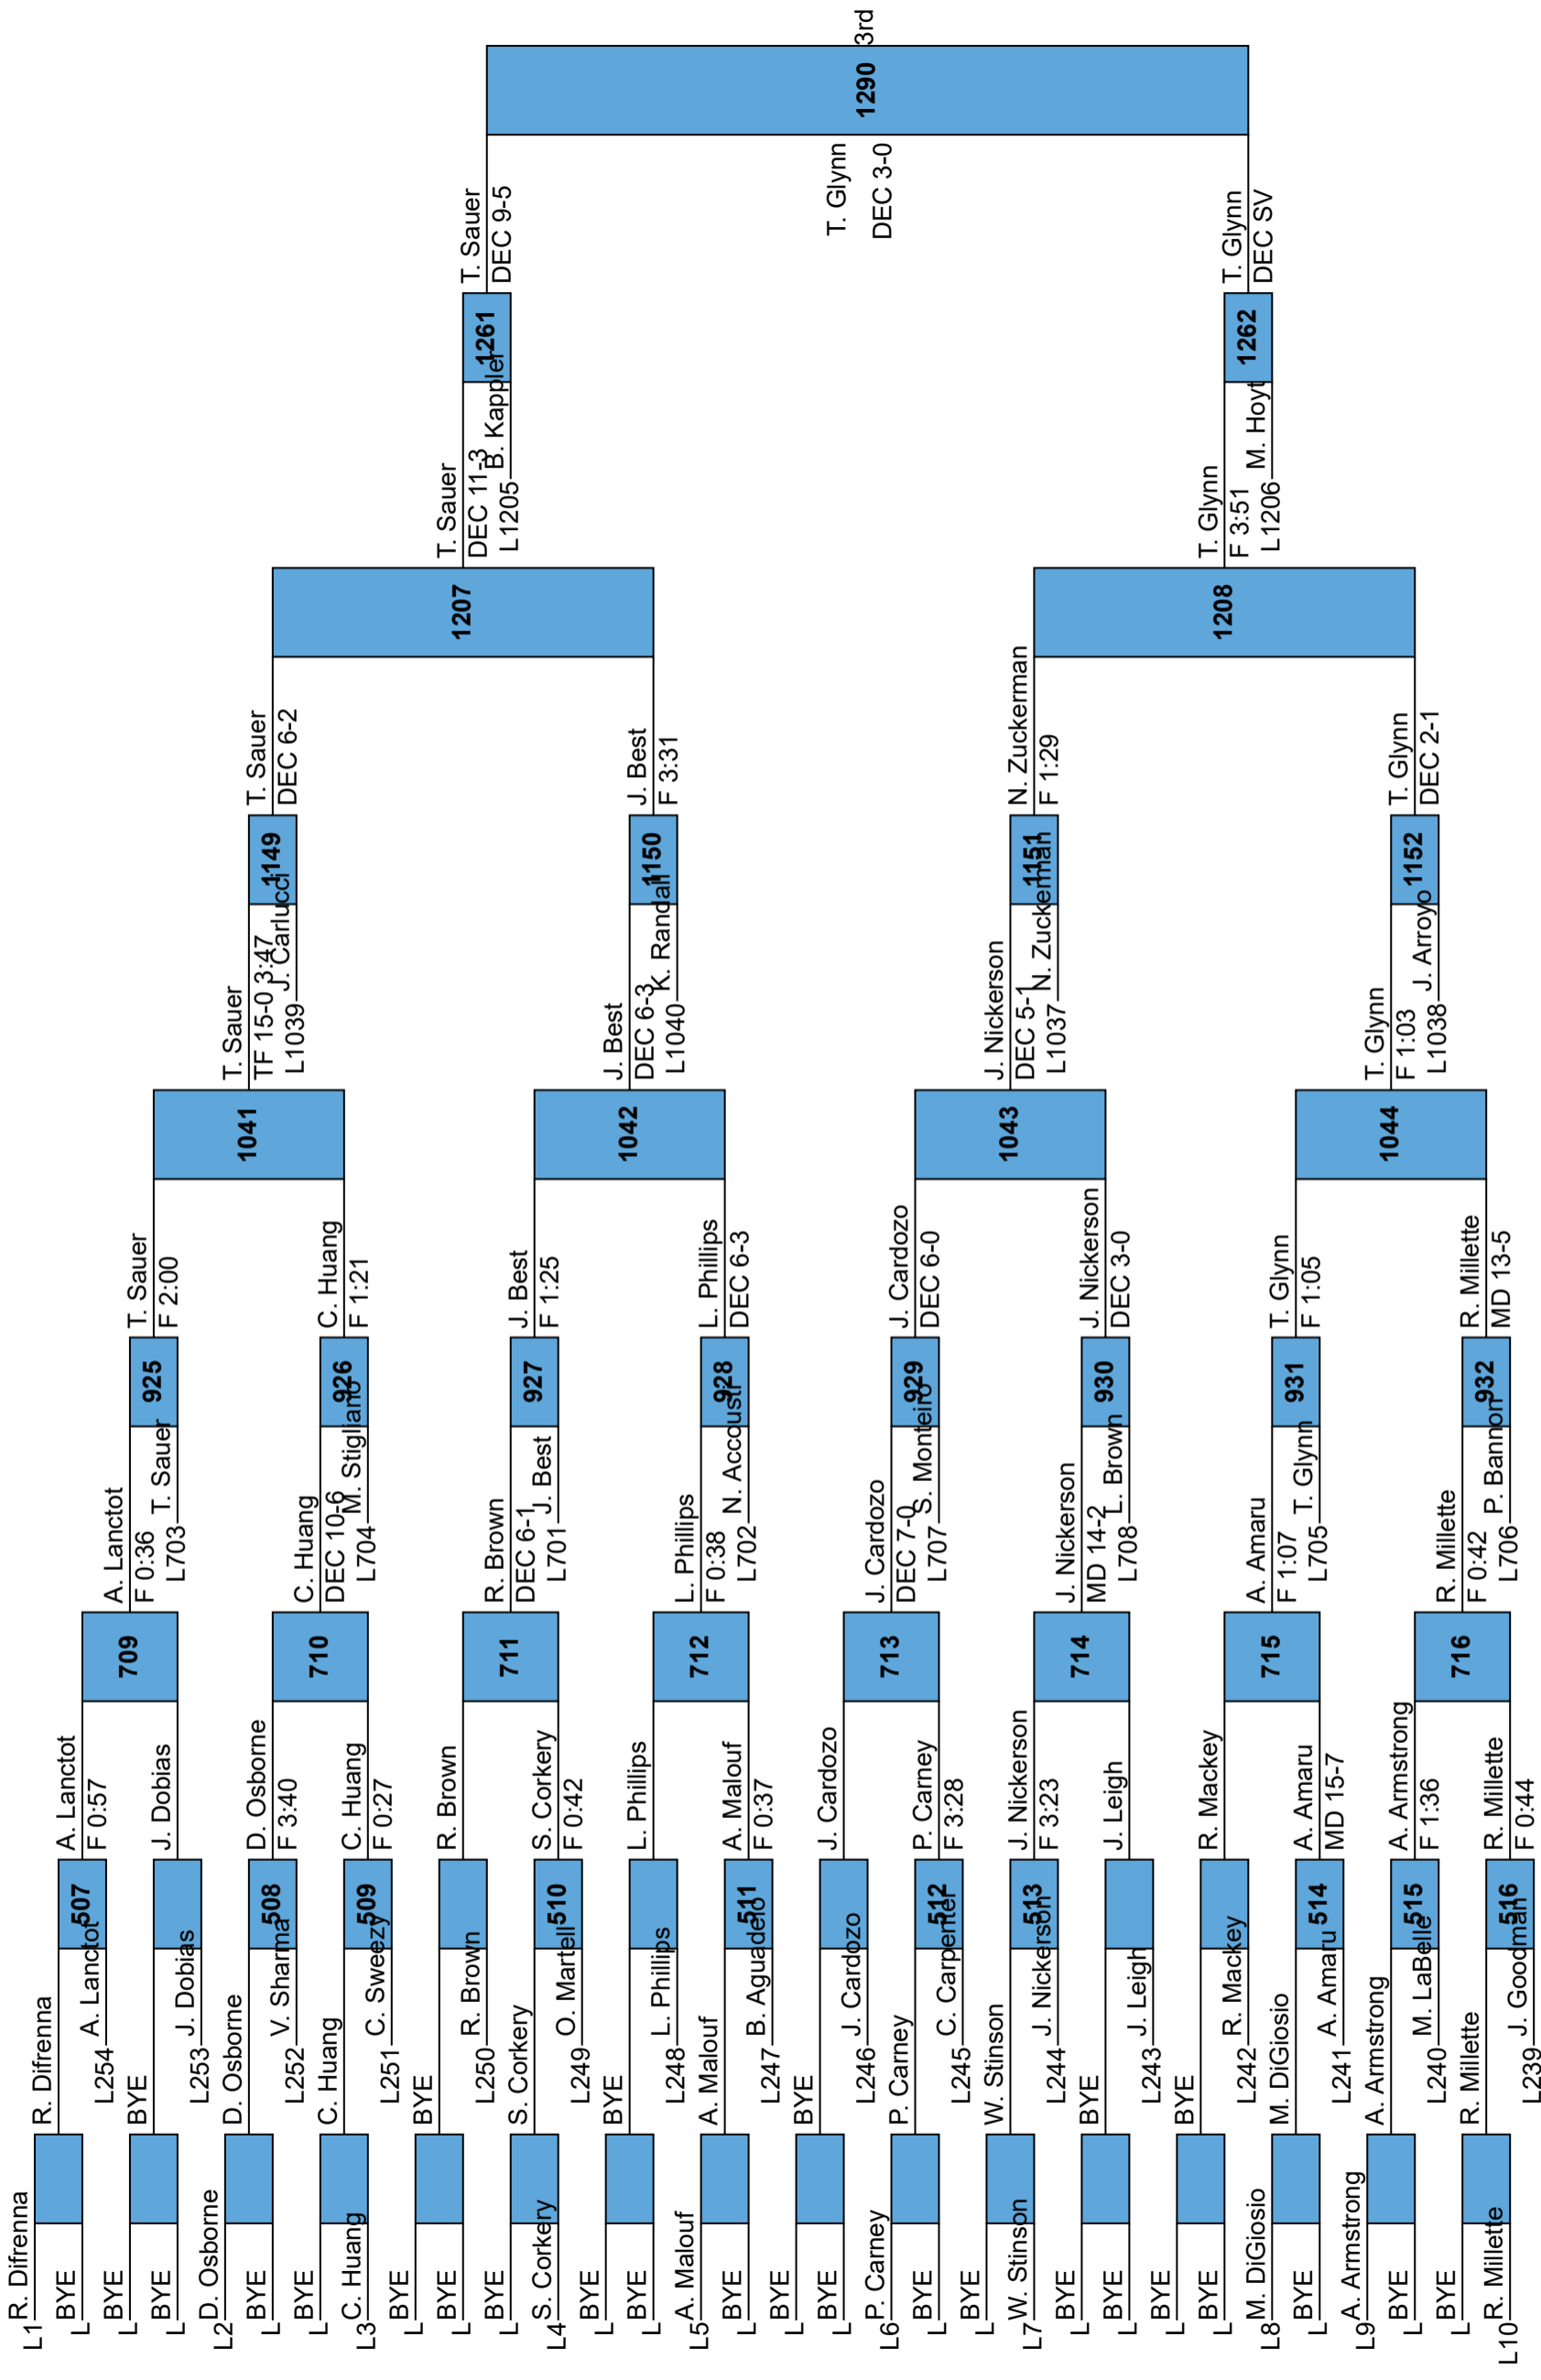 R. Difrenna
L1
BYE
L
BYE
L
BYE
L
D. Osborne
L2
BYE
L
BYE
L
C. Huang
L3
BYE
L
BYE
L
BYE
L
S. Corkery
L4
BYE
L
BYE
L
A. Malouf
L5
BYE
L
BYE
L
BYE
L
P. Carney
L6
BYE
L
BYE
L
W. Stinson
L7
BYE
L
BYE
L
BYE
L
BYE
L
M. DiGiosio
L8
BYE
L
A. Armstrong
L9
BYE
L
BYE
L
R. Millette
L10
R. Difrenna
A. Lanctot
L254
507
BYE
J. Dobias
L253
D. Osborne
V. Sharma
L252
508
C. Huang
C. Sweezy
L251
509
BYE
R. Brown
L250
S. Corkery
O. Martell
L249
510
BYE
L. Phillips
L248
A. Malouf
B. Aguadelo
L247
511
BYE
J. Cardozo
L246
P. Carney
C. Carpenter
L245
512
W. Stinson
J. Nickerson
L244
513
BYE
J. Leigh
L243
BYE
R. Mackey
L242
M. DiGiosio
A. Amaru
L241
514
A. Armstrong
M. LaBelle
L240
515
R. Millette
J. Goodman
L239
516
A. Lanctot
F 0:57
709
J. Dobias
D. Osborne
F 3:40
710
C. Huang
F 0:27
R. Brown
711
S. Corkery
F 0:42
L. Phillips
712
A. Malouf
F 0:37
J. Cardozo
713
P. Carney
F 3:28
J. Nickerson
F 3:23
714
J. Leigh
R. Mackey
715
A. Amaru
MD 15-7
A. Armstrong
F 1:36
716
R. Millette
F 0:44
A. Lanctot
F 0:36
T. Sauer
L703
925
C. Huang
DEC 10-6
M. Stigliano
L704
926
R. Brown
DEC 6-1
J. Best
L701
927
L. Phillips
F 0:38
N. Accousti
L702
928
J. Cardozo
DEC 7-0
S. Monteiro
L707
929
J. Nickerson
MD 14-2
L. Brown
L708
930
A. Amaru
F 1:07
T. Glynn
L705
931
R. Millette
F 0:42
P. Bannon
L706
932
T. Sauer
F 2:00
1041
C. Huang
F 1:21
J. Best
F 1:25
1042
L. Phillips
DEC 6-3
J. Cardozo
DEC 6-0
1043
J. Nickerson
DEC 3-0
T. Glynn
F 1:05
1044
R. Millette
MD 13-5
T. Sauer
TF 15-0 3:47
J. Carlucci
L1039
1149
J. Best
DEC 6-3
K. Randall
L1040
1150
J. Nickerson
DEC 5-1
N. Zuckerman
L1037
1151
T. Glynn
F 1:03
J. Arroyo
L1038
1152
T. Sauer
DEC 6-2
1207
J. Best
F 3:31
N. Zuckerman
F 1:29
1208
T. Glynn
DEC 2-1
T. Sauer
DEC 11-3
B. Kappler
L1205
1261
T. Glynn
F 3:51
M. Hoyt
L1206
1262
T. Sauer
DEC 9-5
T. Glynn
DEC 3-0
1290
3rd
T. Glynn
DEC SV